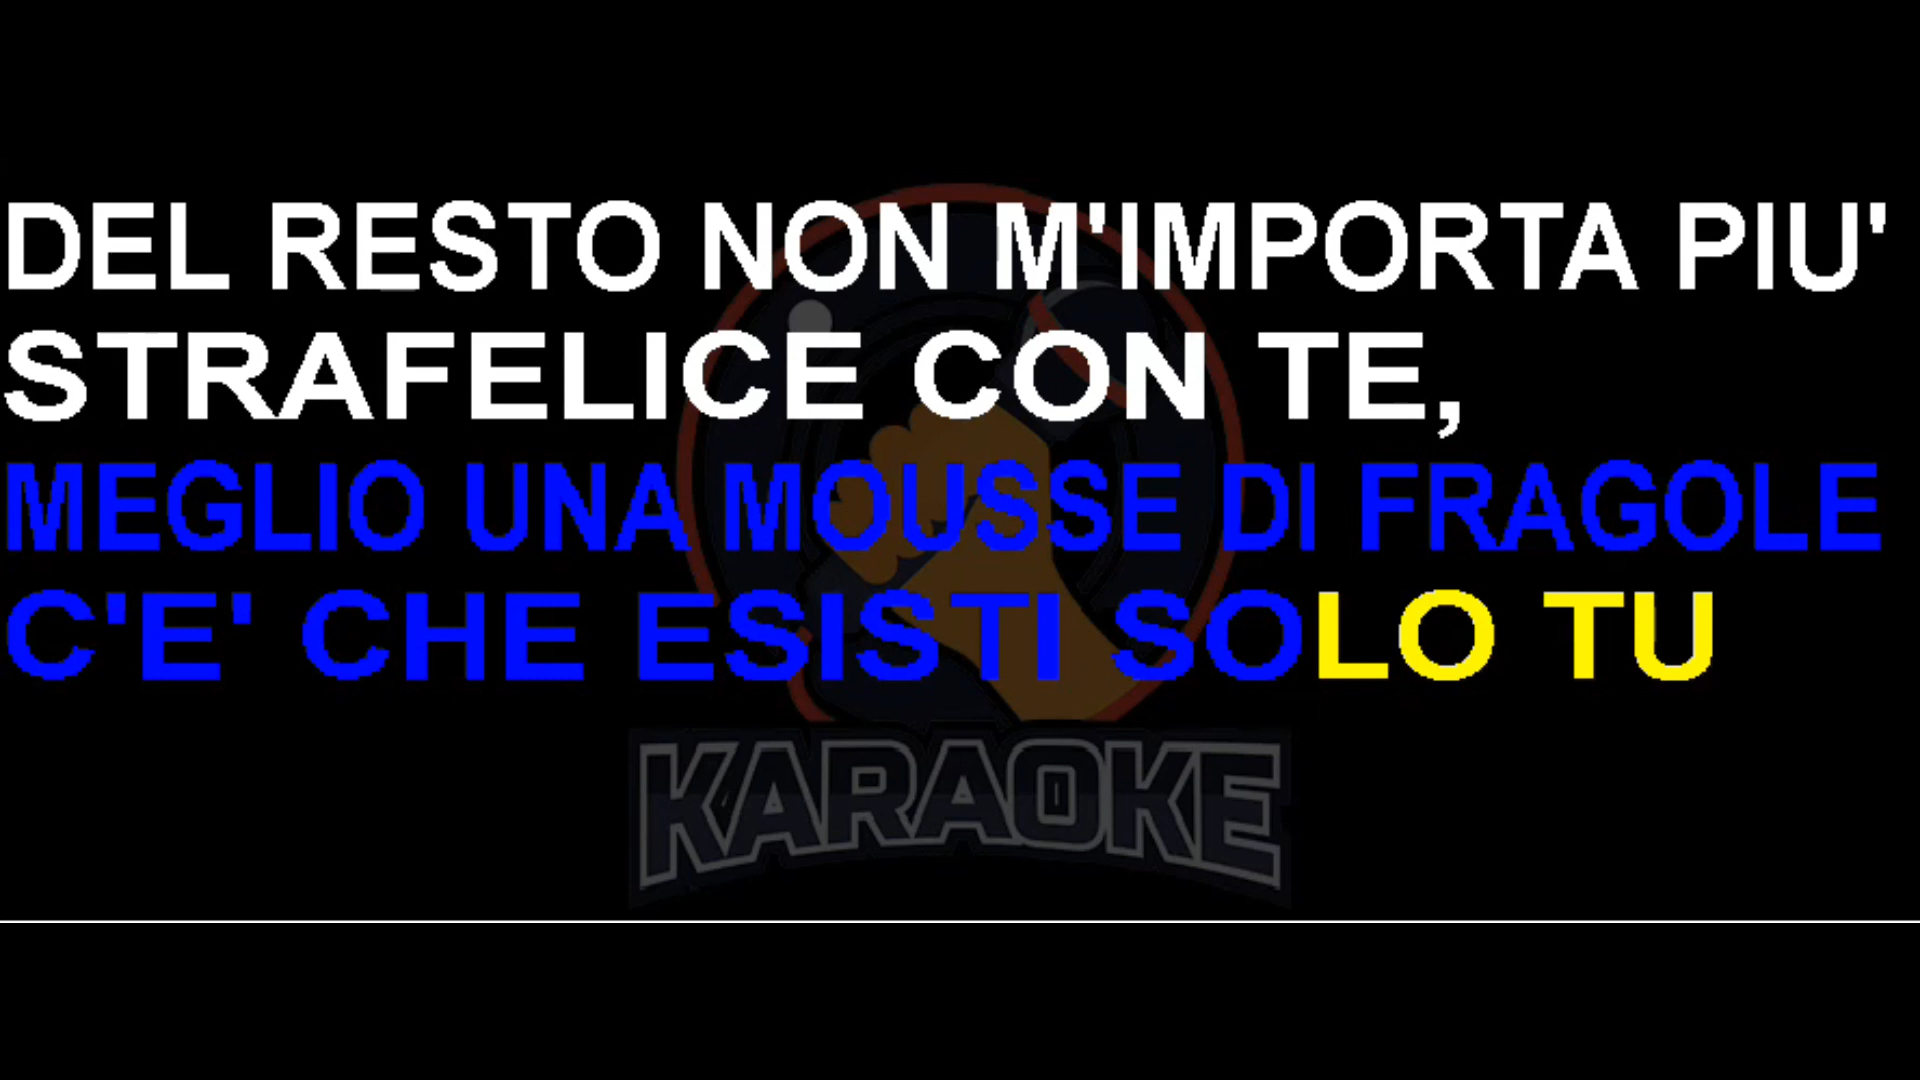 DEL RESTO NON M'IMPORTA PIU'
STRAFELICE CON TE,
MEGLIO UNA MOUSSE DI FRAGOLE
C'E' CHE ESISTI SOLO TU
KARAOKE